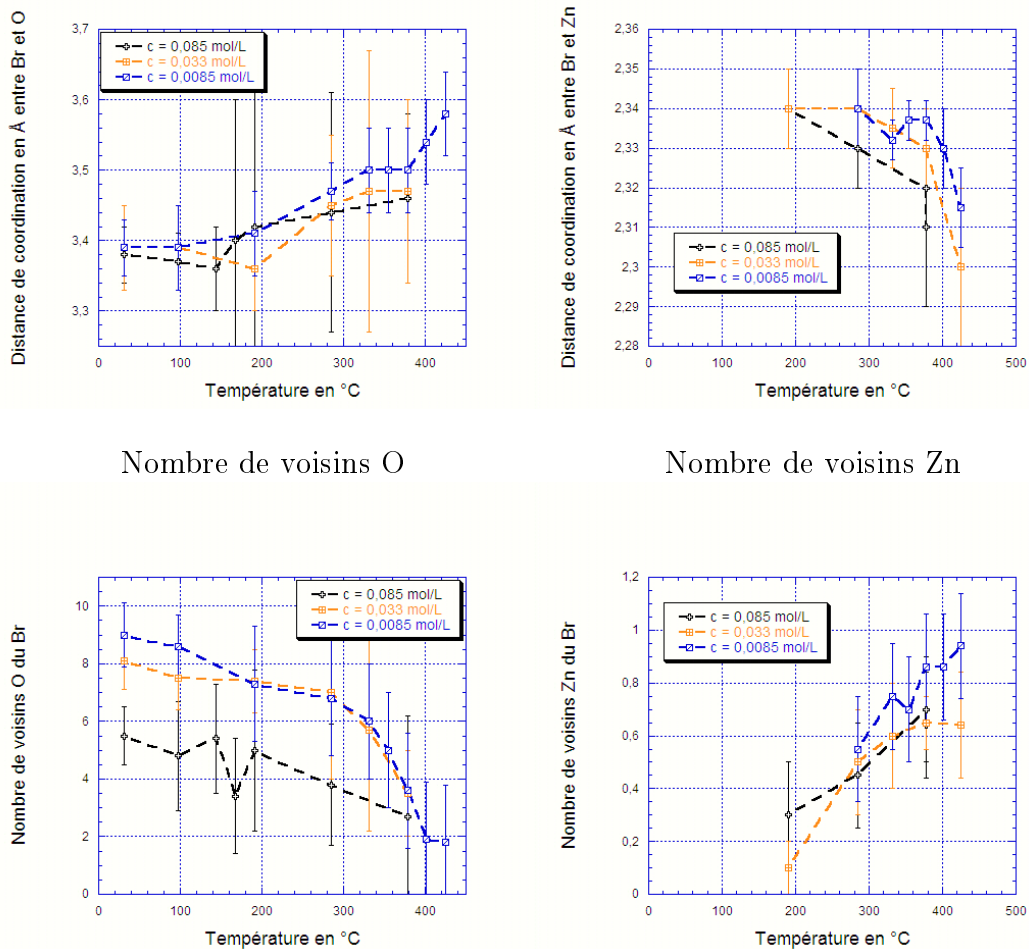 Distance de coordination en Å entre Br et O
3,7
3,6
3,5
3,4
3,3
c = 0,085 mol/L
c = 0,033 mol/L
c = 0,0085 mol/L
0 100 200 300 400
Température en °C
Distance de coordination en Å entre Br et Zn
2,36
2,35
2,34
2,33
2,32
2,31
2,3
2,29
2,28
c = 0,085 mol/L
c = 0,033 mol/L
c = 0,0085 mol/L
0 100 200 300 400 500
Température en °C
Nombre de voisins O
Nombre de voisins Zn
Nombre de voisins O du Br
10
8
6
4
2
0
c = 0,085 mol/L
c = 0,033 mol/L
c = 0,0085 mol/L
0 100 200 300 400
Température en °C
Nombre de voisins Zn du Br
1,2
1
0,8
0,6
0,4
0,2
0
c = 0,085 mol/L
c = 0,033 mol/L
c = 0,0085 mol/L
0 100 200 300 400 500
Température en °C